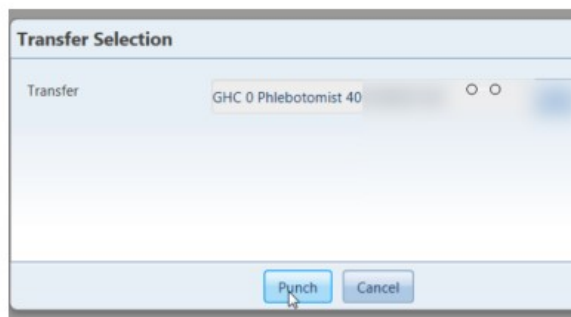 Transfer Selection
Transfer
GHC 0 Phlebotomist 40
Punch
Cancel